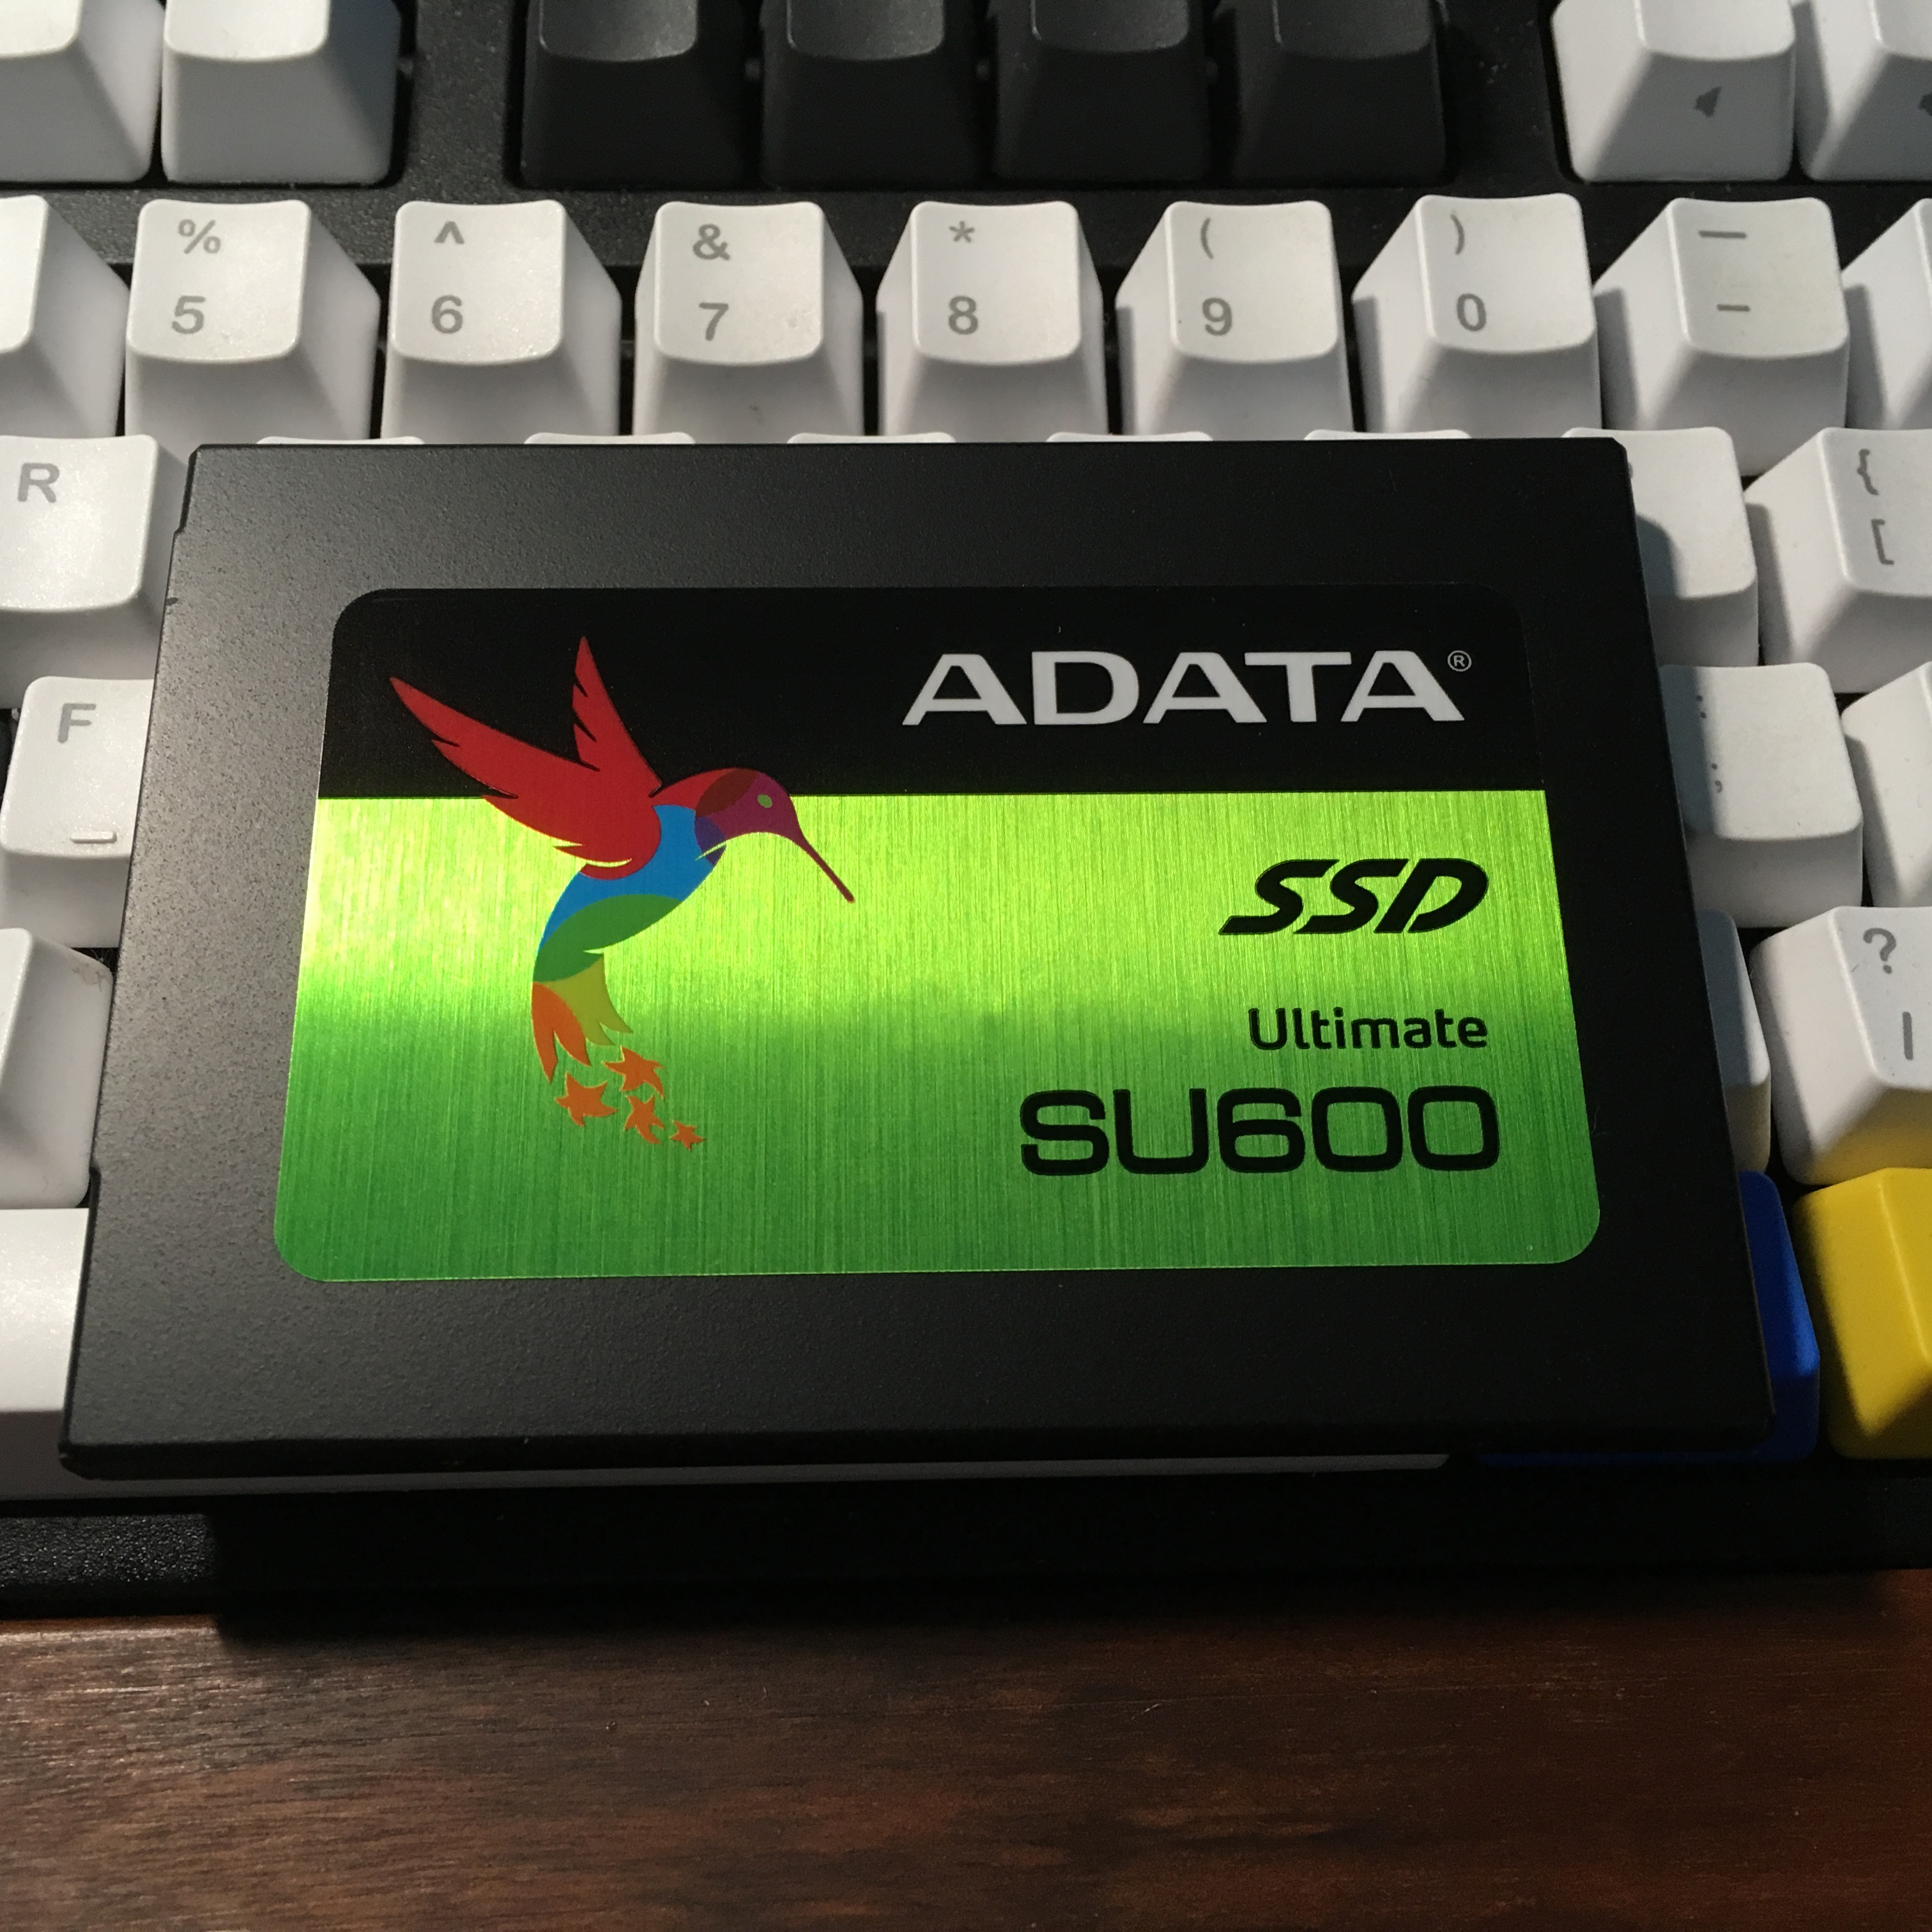 % ^ & * ( ) —
5 6 7 8 9 0 -
R {
[
F :
;
?
/
ADATA®
SSD
Ultimate
SU600